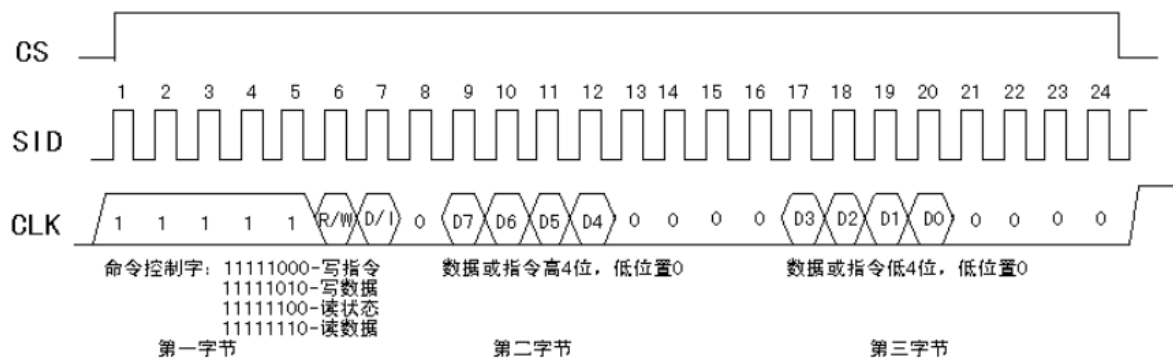 CS
1 2 3 4 5 6 7 8 9 10 11 12 13 14 15 16 17 18 19 20 21 22 23 24
SID
CLK 1 1 1 1 1 R/W D/I 0 D7 D6 D5 D4 0 0 0 0 D3 D2 D1 D0 0 0 0 0
命令控制字：11111000-写指令 数据或指令高4位，低位置0 数据或指令低4位，低位置0
11111010-写数据
11111100-读状态
11111110-读数据
第一字节 第二字节 第三字节